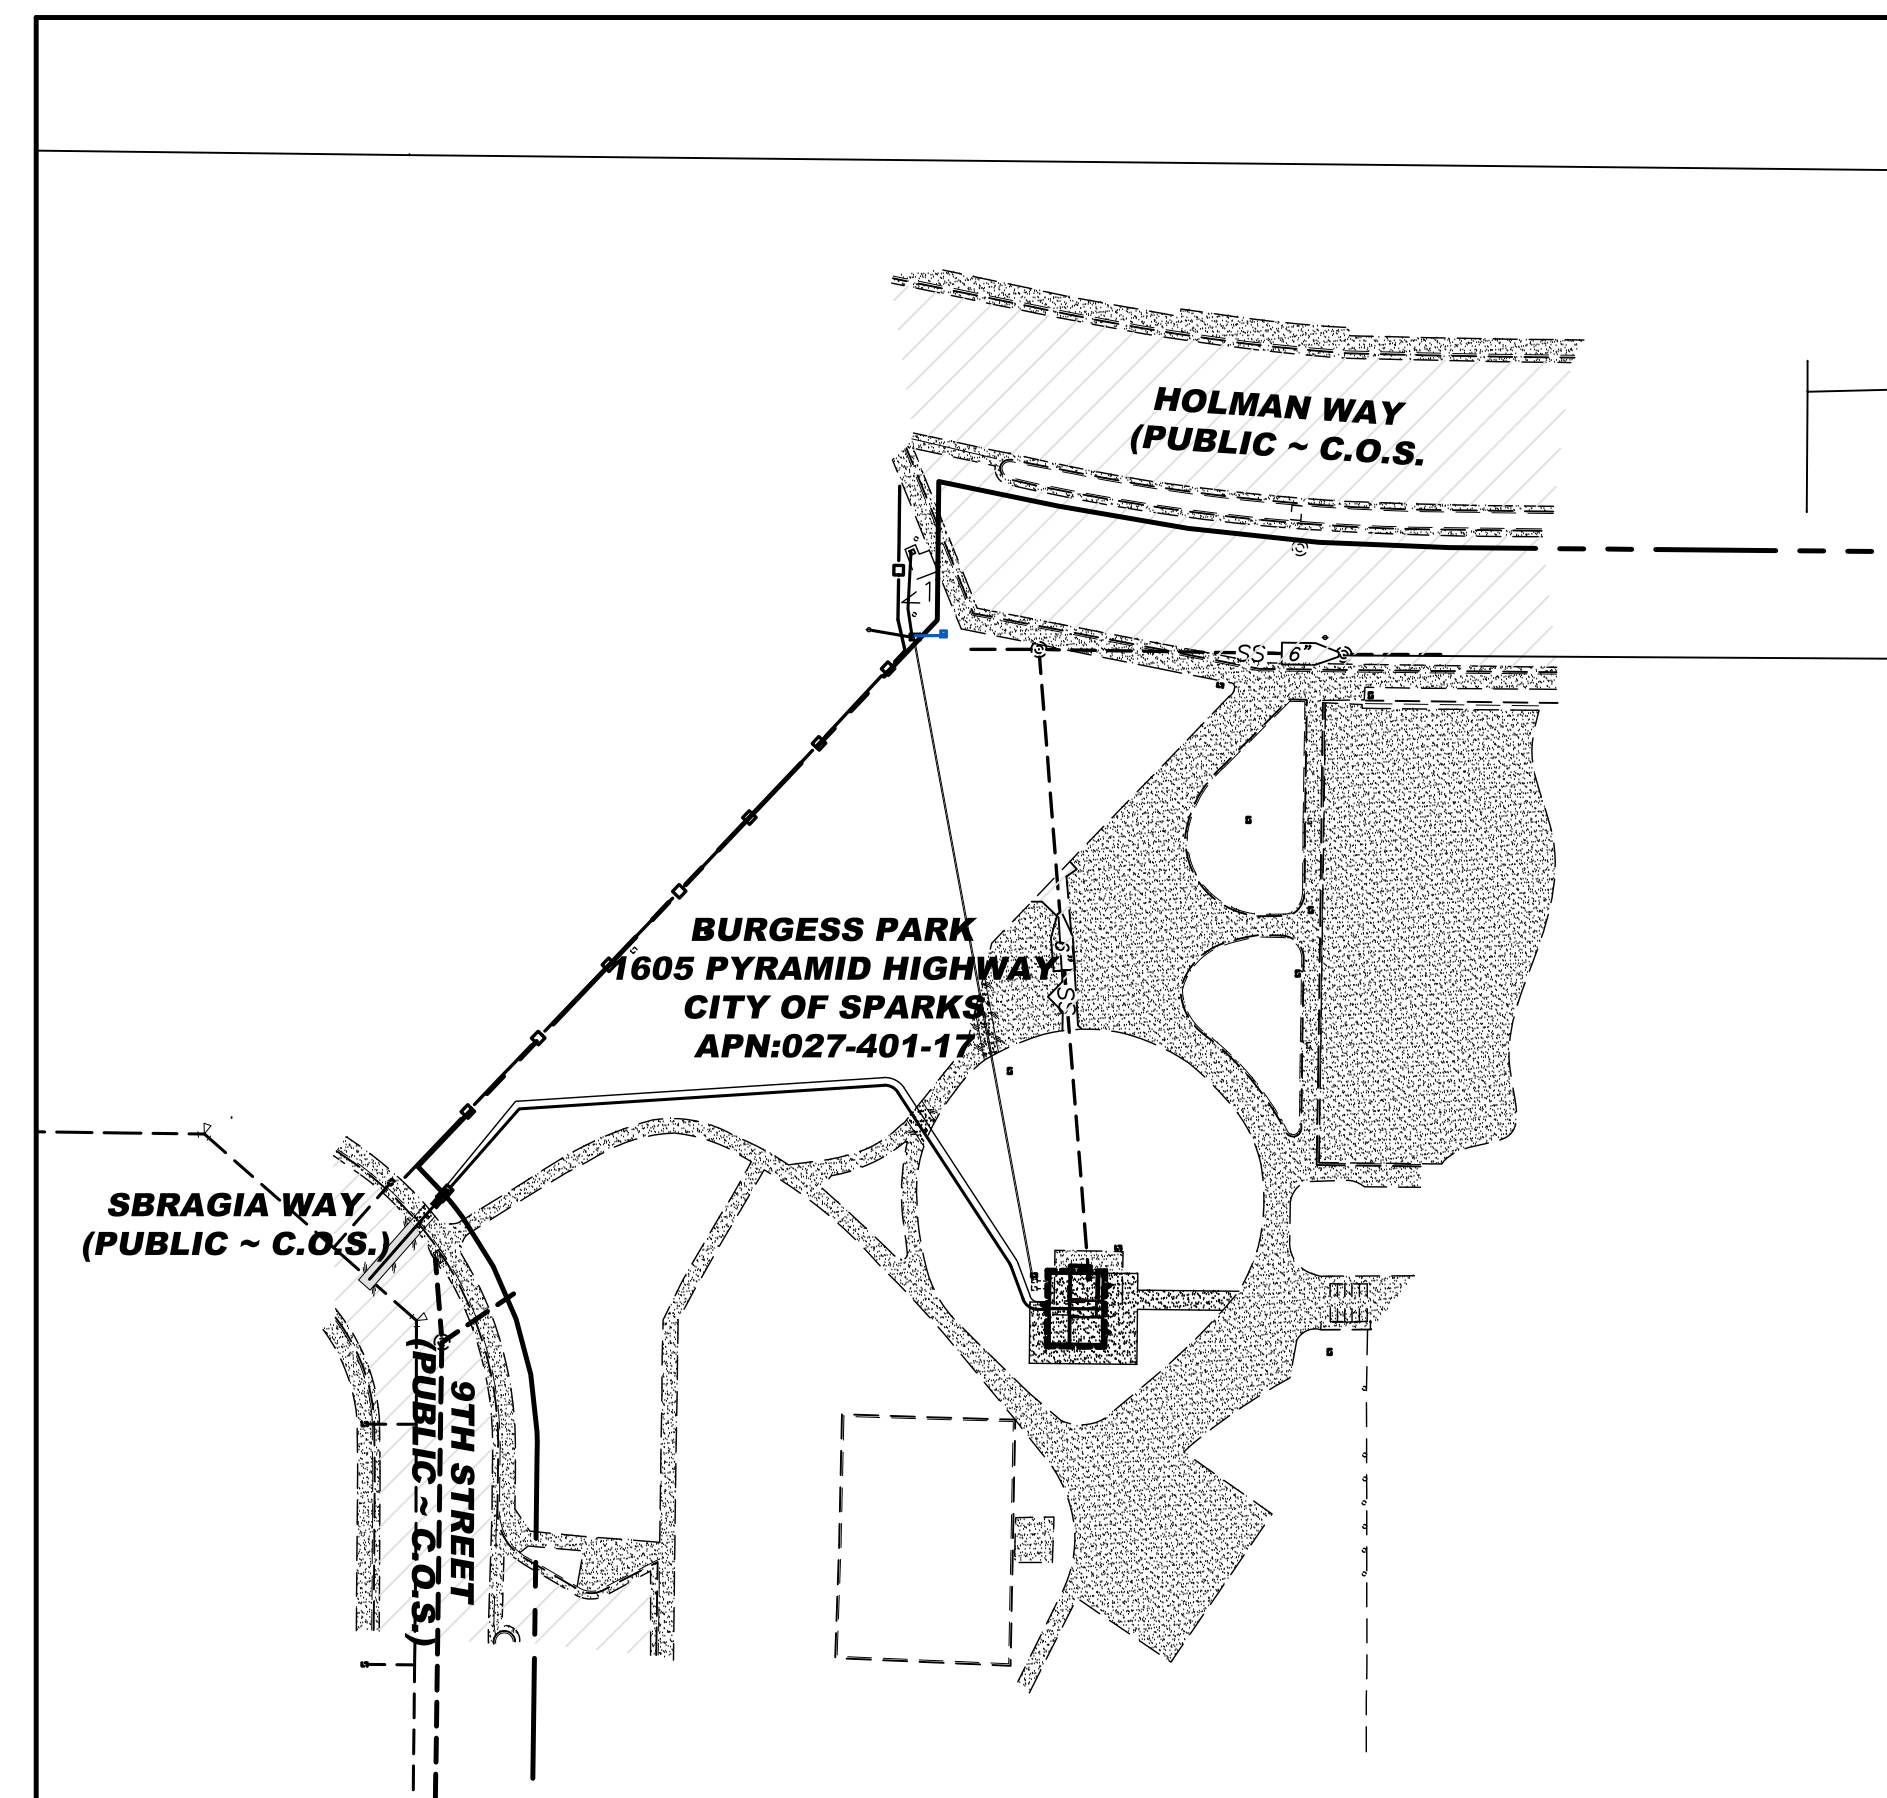 HOLMAN WAY
(PUBLIC ~ C.O.S.
SS 6"
BURGESS PARK
1605 PYRAMID HIGHWAY
CITY OF SPARKS
APN:027-401-17
SS
SBRAGIA WAY
(PUBLIC ~ C.O.S.)
9TH STREET
(PUBLIC ~ C.O.S.)